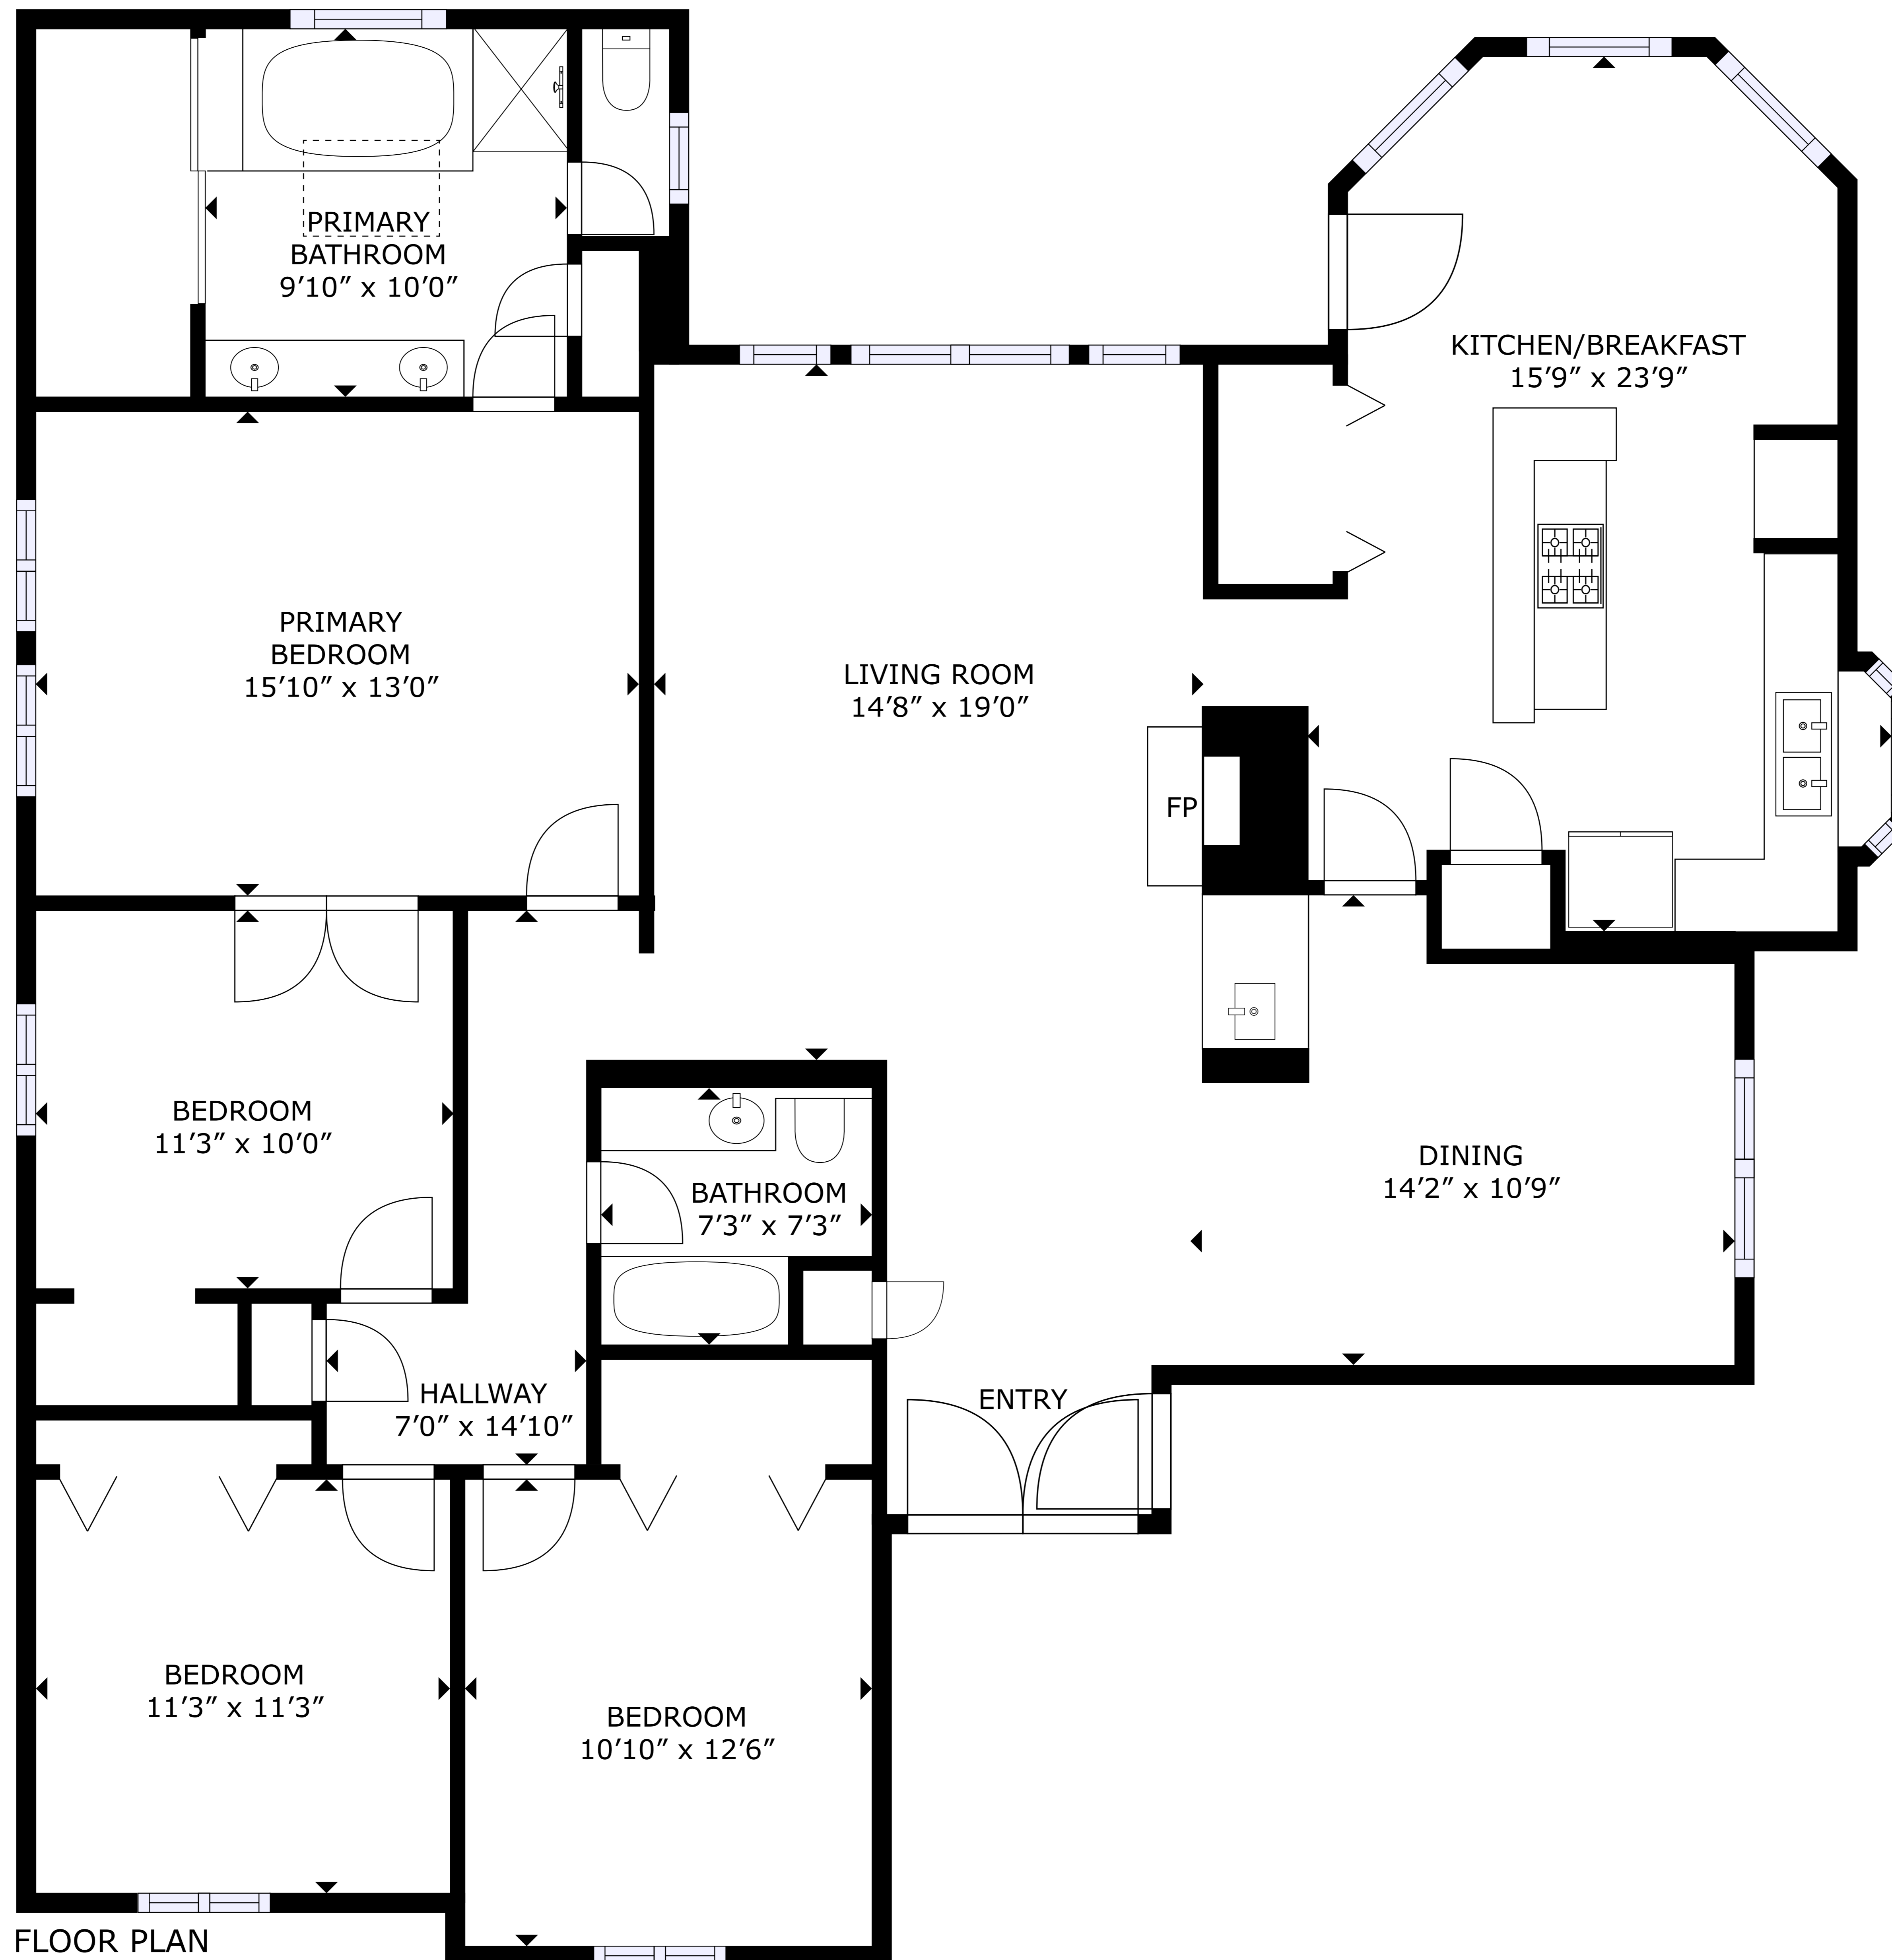 PRIMARY
BATHROOM
9’10” x 10’0”
KITCHEN/BREAKFAST
15’9” x 23’9”
PRIMARY
BEDROOM
15’10” x 13’0”
LIVING ROOM
14’8” x 19’0”
FP
BEDROOM
11’3” x 10’0”
DINING
14’2” x 10’9”
BATHROOM
7’3” x 7’3”
HALLWAY
7’0” x 14’10”
ENTRY
BEDROOM
11’3” x 11’3”
BEDROOM
10’10” x 12’6”
FLOOR PLAN